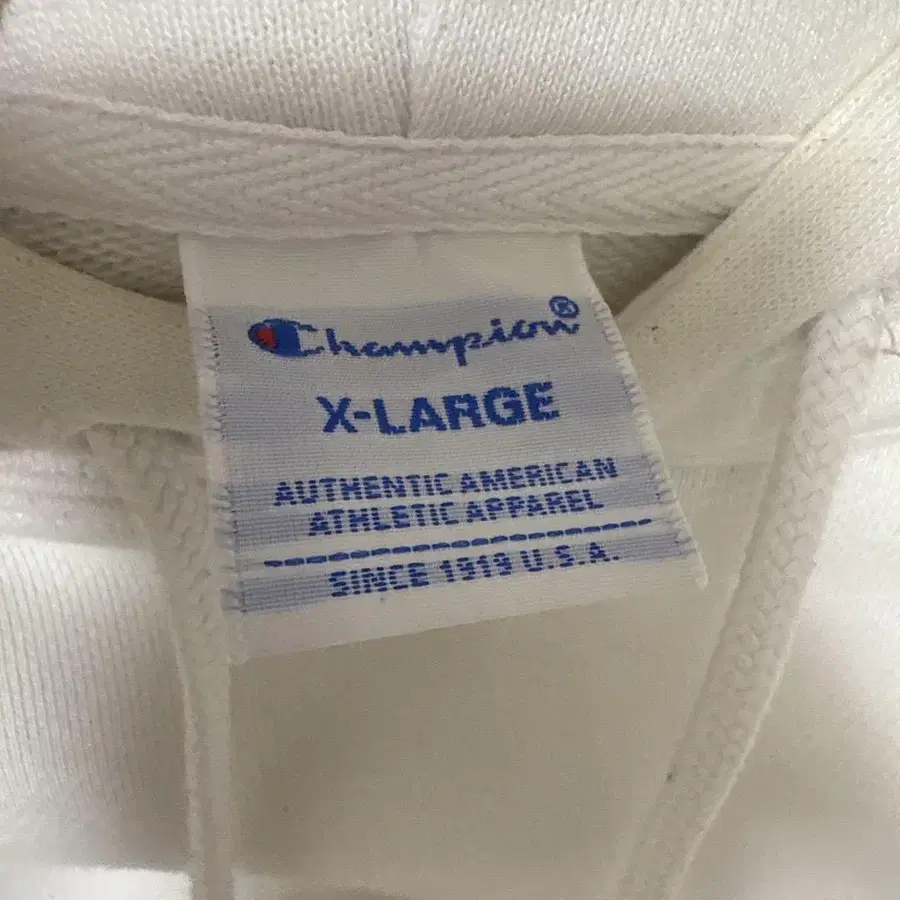 Champion®
X-LARGE
AUTHENTIC AMERICAN
ATHLETIC APPAREL
SINCE 1919 U.S.A.